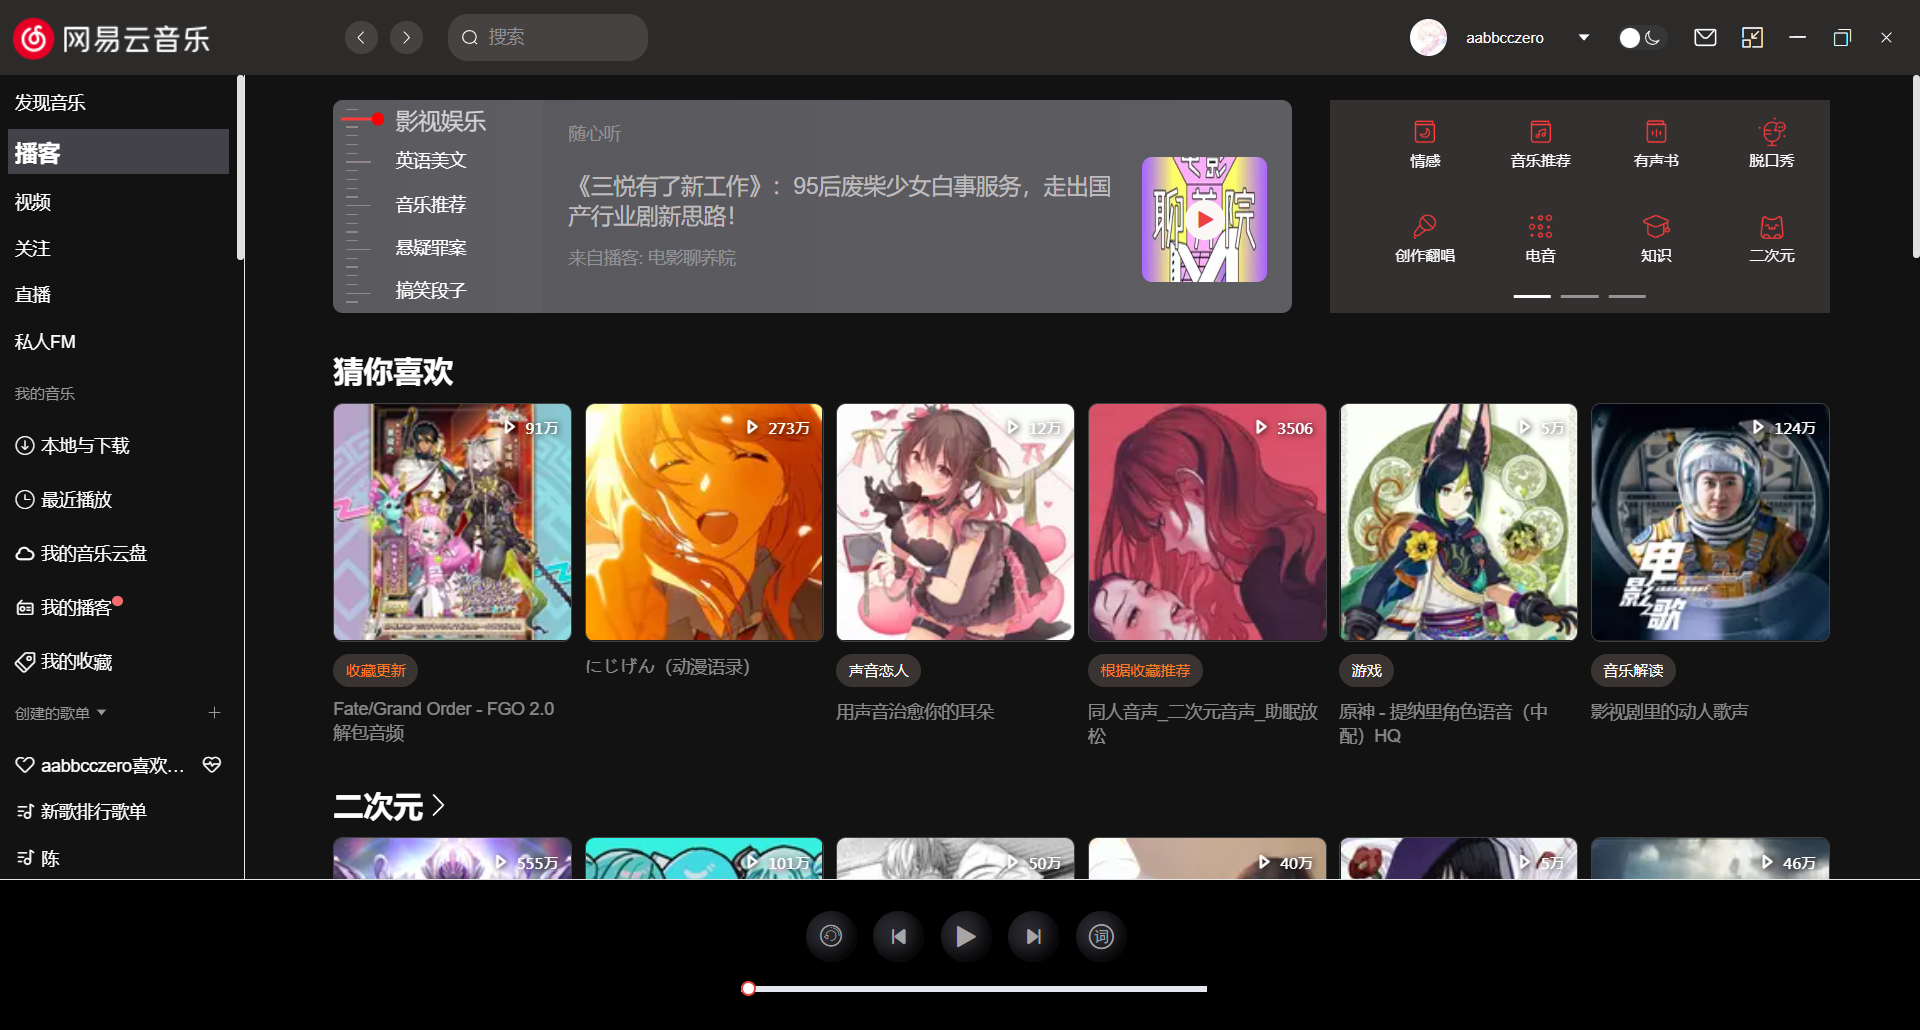 网易云音乐
搜索
aabbcczero
发现音乐
播客
视频
关注
直播
私人FM
我的音乐
本地与下载
最近播放
我的音乐云盘
我的播客
我的收藏
创建的歌单
aabbcczero喜欢...
新歌排行歌单
陈
影视娱乐
英语美文
音乐推荐
悬疑罪案
搞笑段子
随心听
《三悦有了新工作》：95后废柴少女白事服务，走出国
产行业剧新思路！
来自播客: 电影聊养院
电影
聊养院
情感
音乐推荐
有声书
脱口秀
创作翻唱
电音
知识
二次元
猜你喜欢
91万
273万
12万
3506
5万
124万
电
影之
歌
收藏更新
Fate/Grand Order - FGO 2.0
解包音频
にじげん（动漫语录）
声音恋人
用声音治愈你的耳朵
根据收藏推荐
同人音声_二次元音声_助眠放
松
游戏
原神 - 提纳里角色语音（中
配）HQ
音乐解读
影视剧里的动人歌声
二次元
555万
101万
50万
40万
5万
46万
词